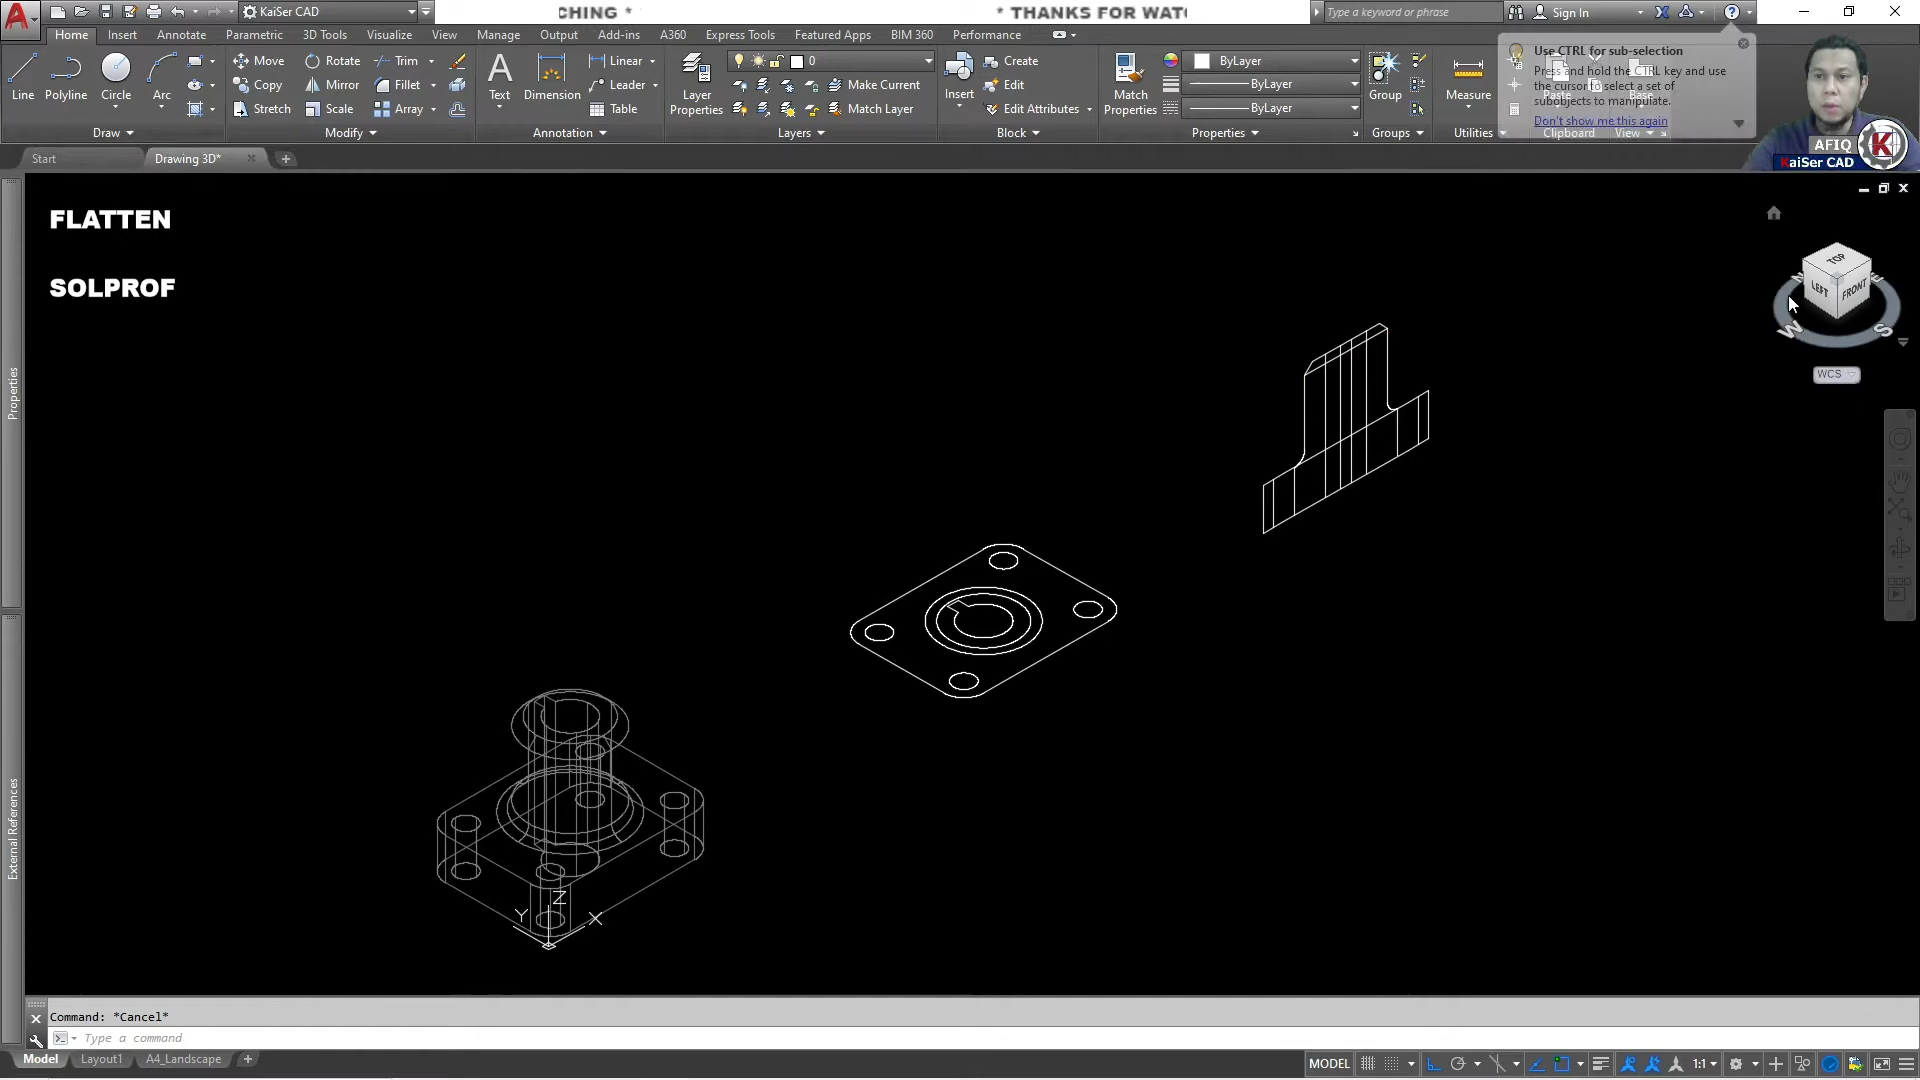 KaiSer CAD
CHING *
* THANKS FOR WATC
Type a keyword or phrase
Sign In
Home Insert Annotate Parametric 3D Tools Visualize View Manage Output Add-ins A360 Express Tools Featured Apps BIM 360 Performance
Line Polyline Circle Arc
Move Rotate Trim
Copy Mirror Fillet
Stretch Scale Array
Text Dimension
Linear
Leader
Table
Layer Properties
0
Make Current
Match Layer
Insert
Create
Edit
Edit Attributes
Match Properties
ByLayer
ByLayer
ByLayer
Group
Measure
Paste
Base
Draw Modify Annotation Layers Block Properties Groups Utilities Clipboard View
Use CTRL for sub-selection
Press and hold the CTRL key and use
the cursor to select a set of
subobjects to manipulate.
Don't show me this again
AFIQ
KaiSer CAD
K
Start Drawing 3D*
FLATTEN
SOLPROF
TOP
LEFT FRONT
N E
W S
WCS
Properties
External References
Z
Y X
Command: *Cancel*
Type a command
Model Layout1 A4_Landscape
MODEL 1:1